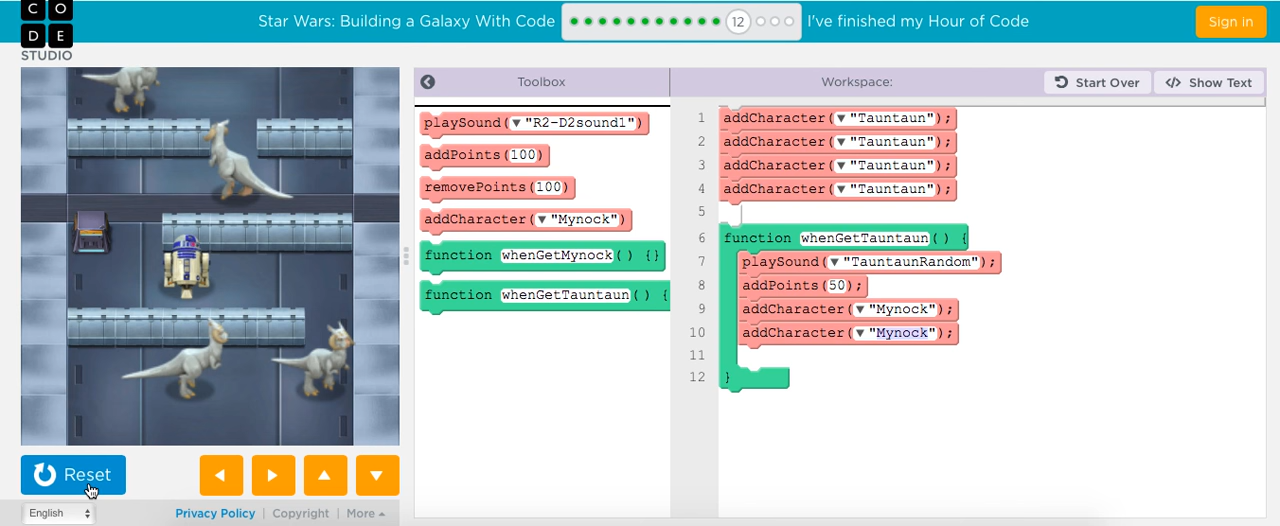 CODE
STUDIO
Star Wars: Building a Galaxy With Code
12
I've finished my Hour of Code
Sign in
Toolbox
Workspace:
Start Over
</> Show Text
playSound(▼"R2-D2sound1")
addPoints(100)
removePoints(100)
addCharacter(▼"Mynock")
function whenGetMynock() {}
function whenGetTauntaun() {
1 addCharacter(▼"Tauntaun");
2 addCharacter(▼"Tauntaun");
3 addCharacter(▼"Tauntaun");
4 addCharacter(▼"Tauntaun");
5
6 function whenGetTauntaun() {
7 playSound(▼"TauntaunRandom");
8 addPoints(50);
9 addCharacter(▼"Mynock");
10 addCharacter(▼"Mynock");
11
12 }
Reset
English
Privacy Policy | Copyright | More